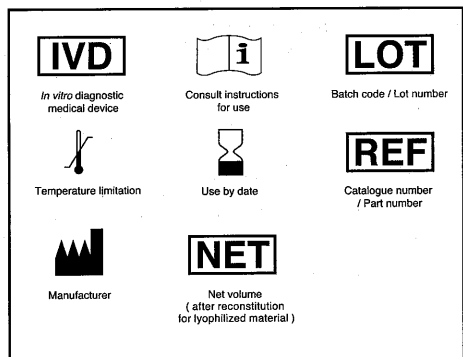 IVD
In vitro diagnostic
medical device
i
Consult instructions
for use
LOT
Batch code / Lot number
Temperature limitation
Use by date
REF
Catalogue number
/ Part number
Manufacturer
NET
Net volume
( after reconstitution
for lyophilized material )